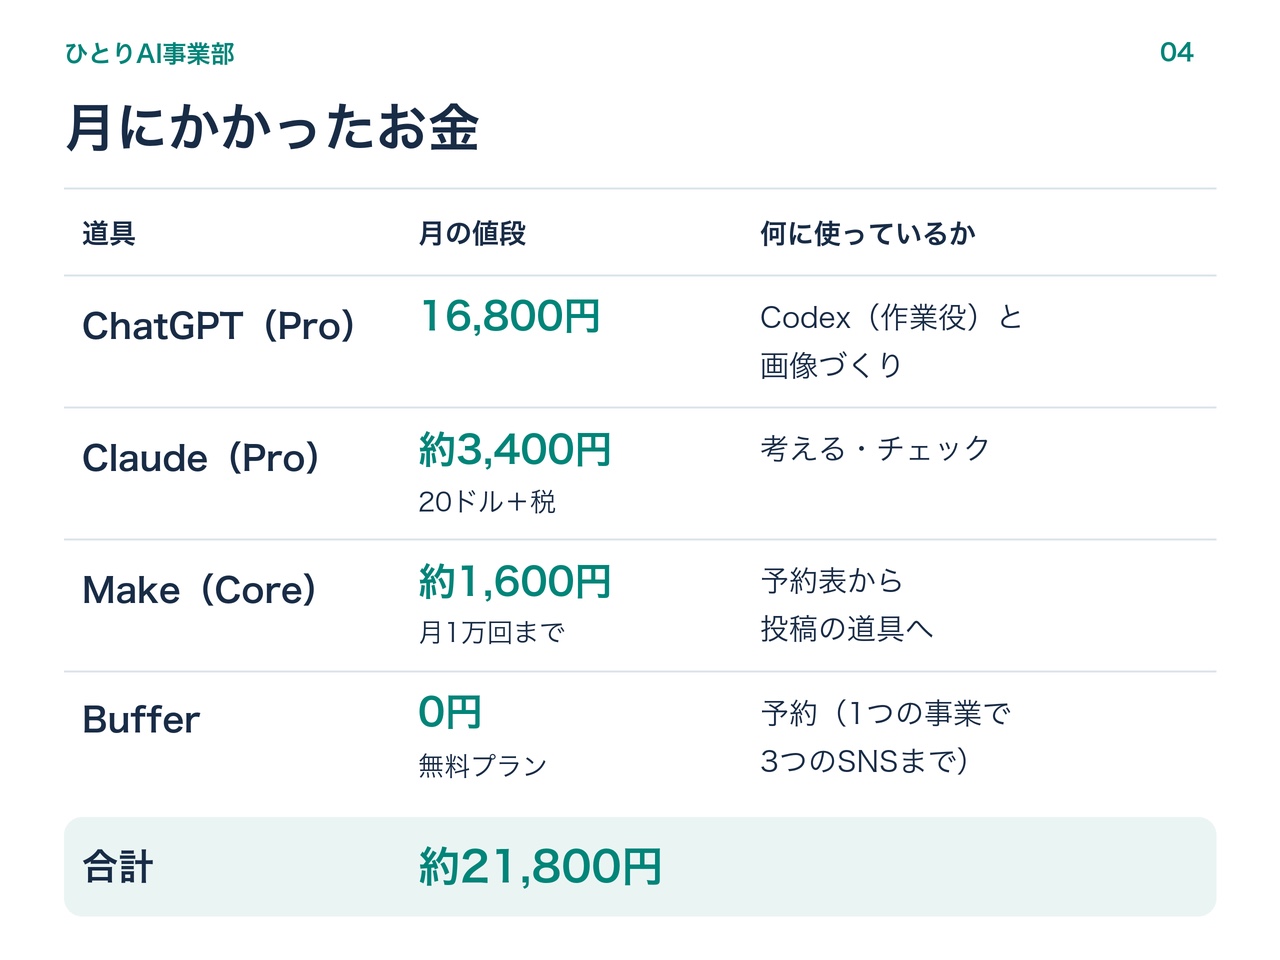 ひとりAI事業部
04
月にかかったお金
道具 月の値段 何に使っているか
ChatGPT（Pro） 16,800円 Codex（作業役）と
画像づくり
Claude（Pro） 約3,400円 考える・チェック
20ドル＋税
Make（Core） 約1,600円 予約表から
月1万回まで 投稿の道具へ
Buffer 0円 予約（1つの事業で
無料プラン 3つのSNSまで）
合計 約21,800円